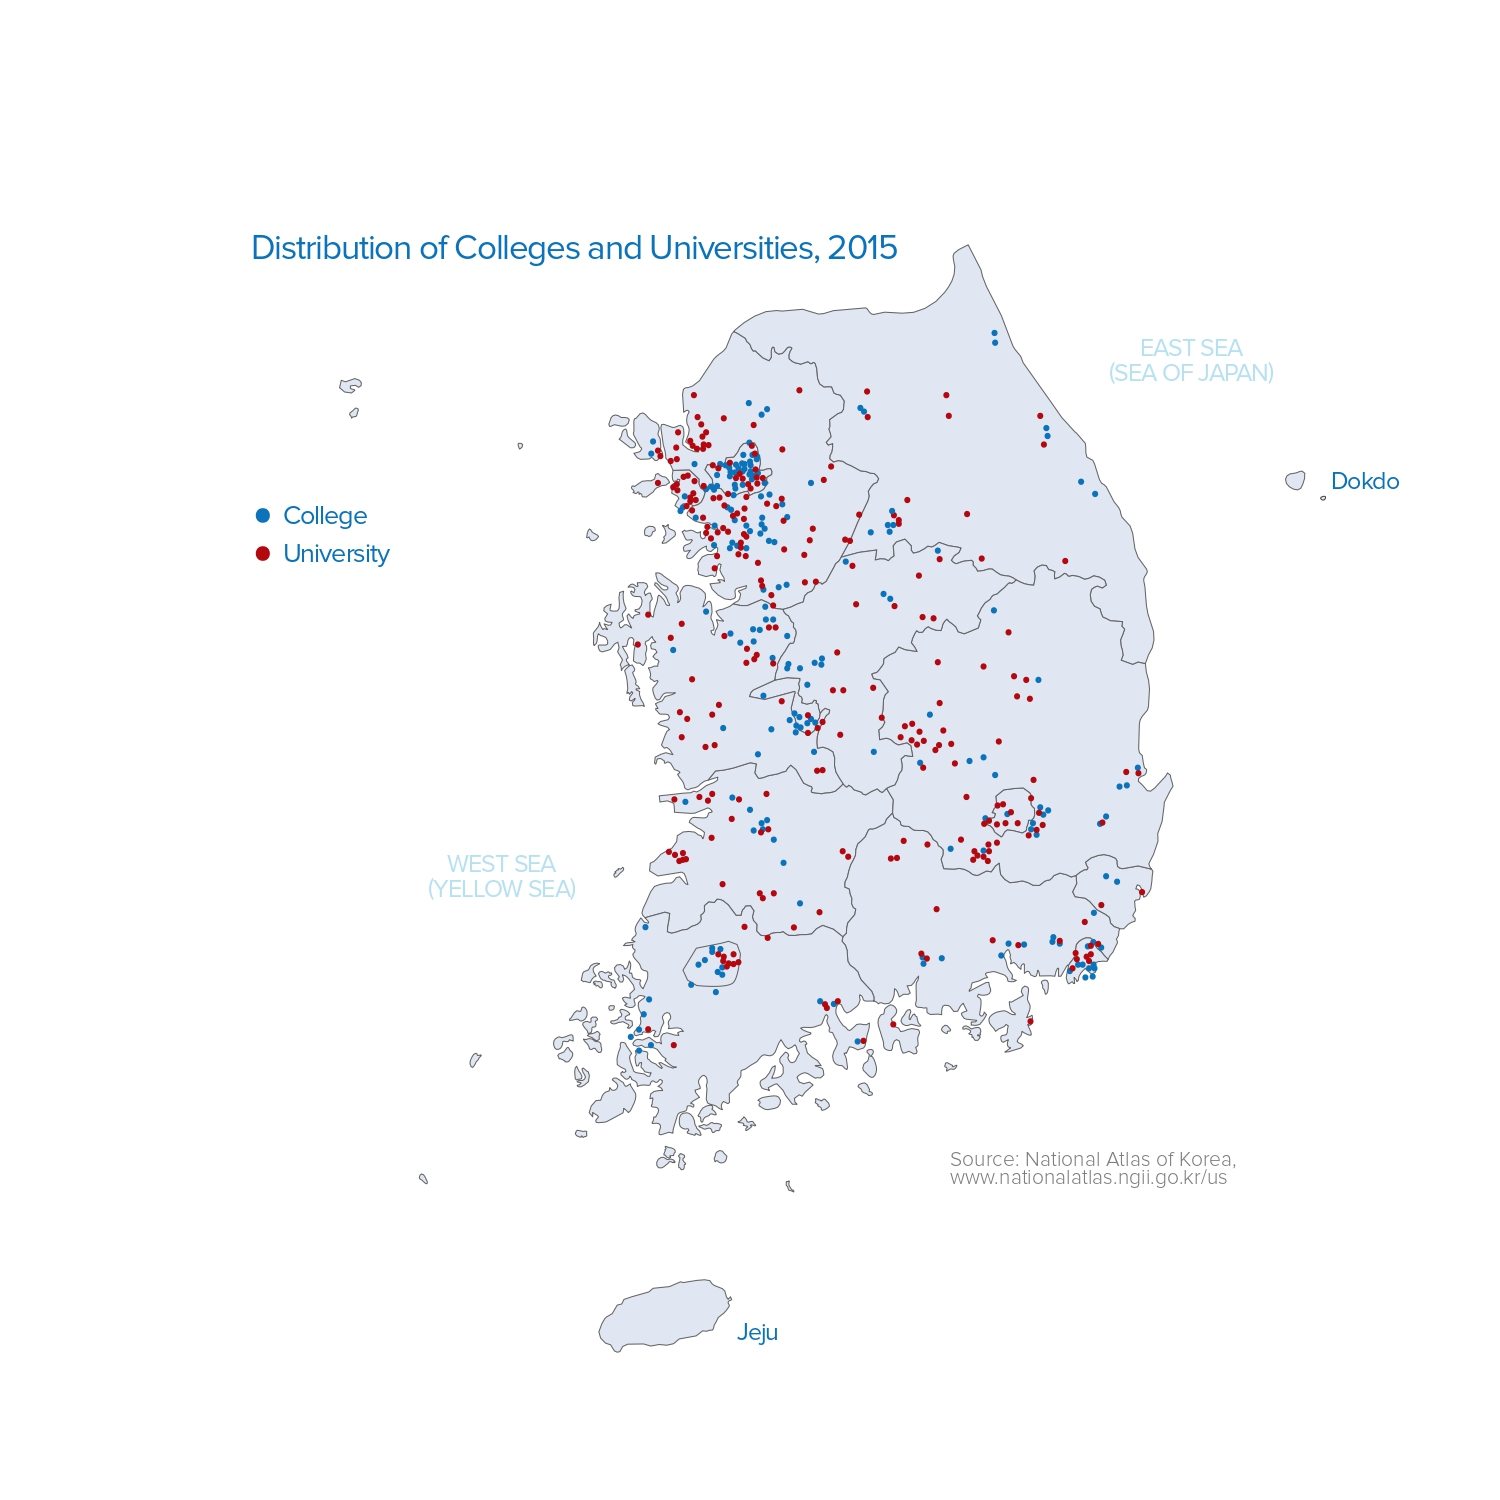 Distribution of Colleges and Universities, 2015
EAST SEA
(SEA OF JAPAN)
Dokdo
College
University
WEST SEA
(YELLOW SEA)
Source: National Atlas of Korea,
www.nationalatlas.ngii.go.kr/us
Jeju